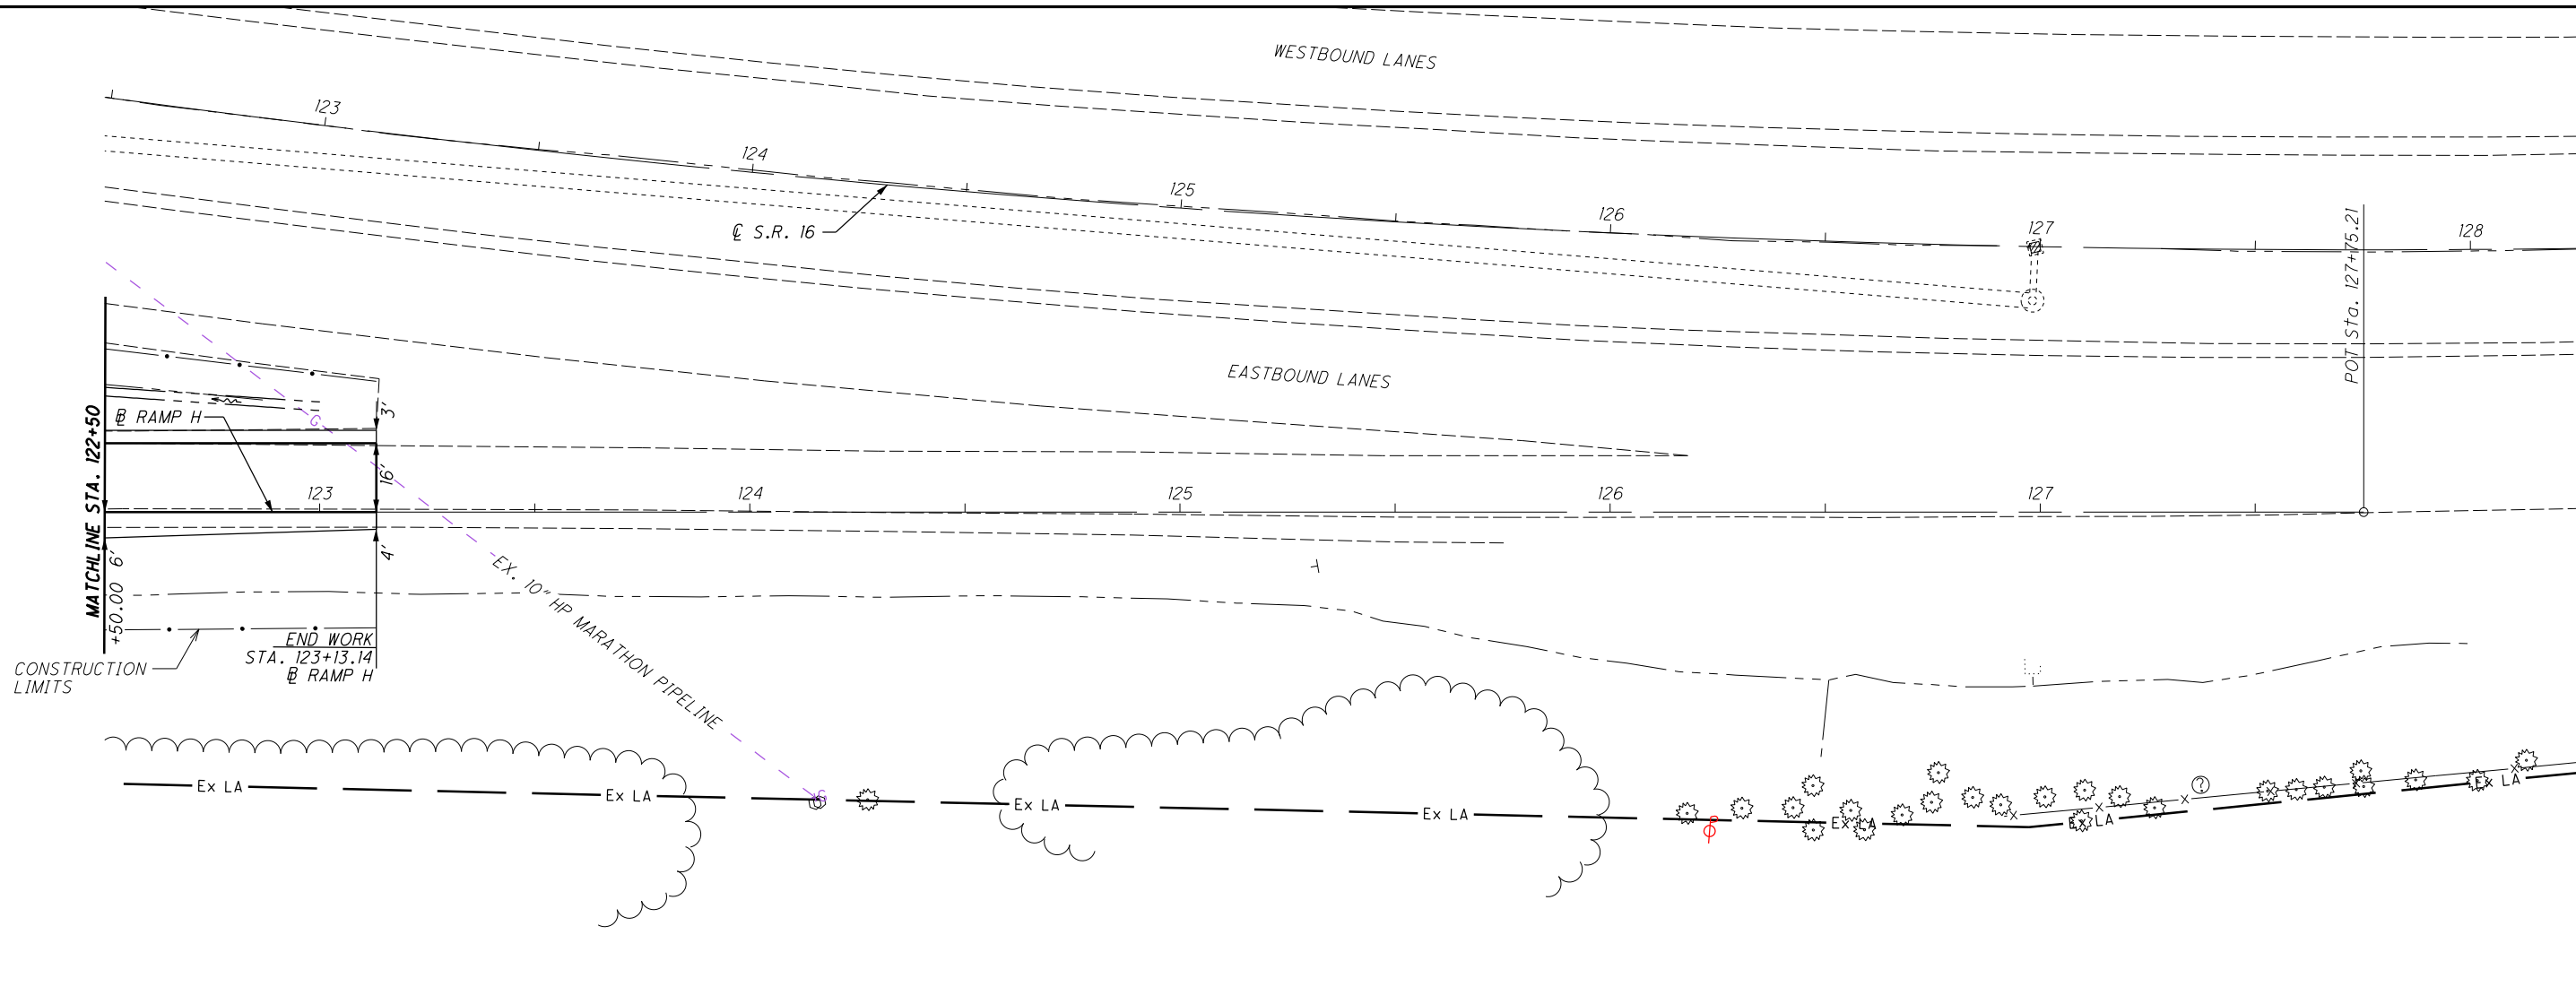 WESTBOUND LANES
123
124
125
126
127
128
℄ S.R. 16
POT Sta. 127+75.21
EASTBOUND LANES
3'
MATCHLINE STA. 122+50
BL RAMP H
G
16'
123
124
125
126
127
4'
+50.00 6'
EX. 10" HP MARATHON PIPELINE
END WORK
STA. 123+13.14
BL RAMP H
CONSTRUCTION
LIMITS
Ex LA
Ex LA
G
Ex LA
Ex LA
Ex LA
Ex LA
Ex LA
?